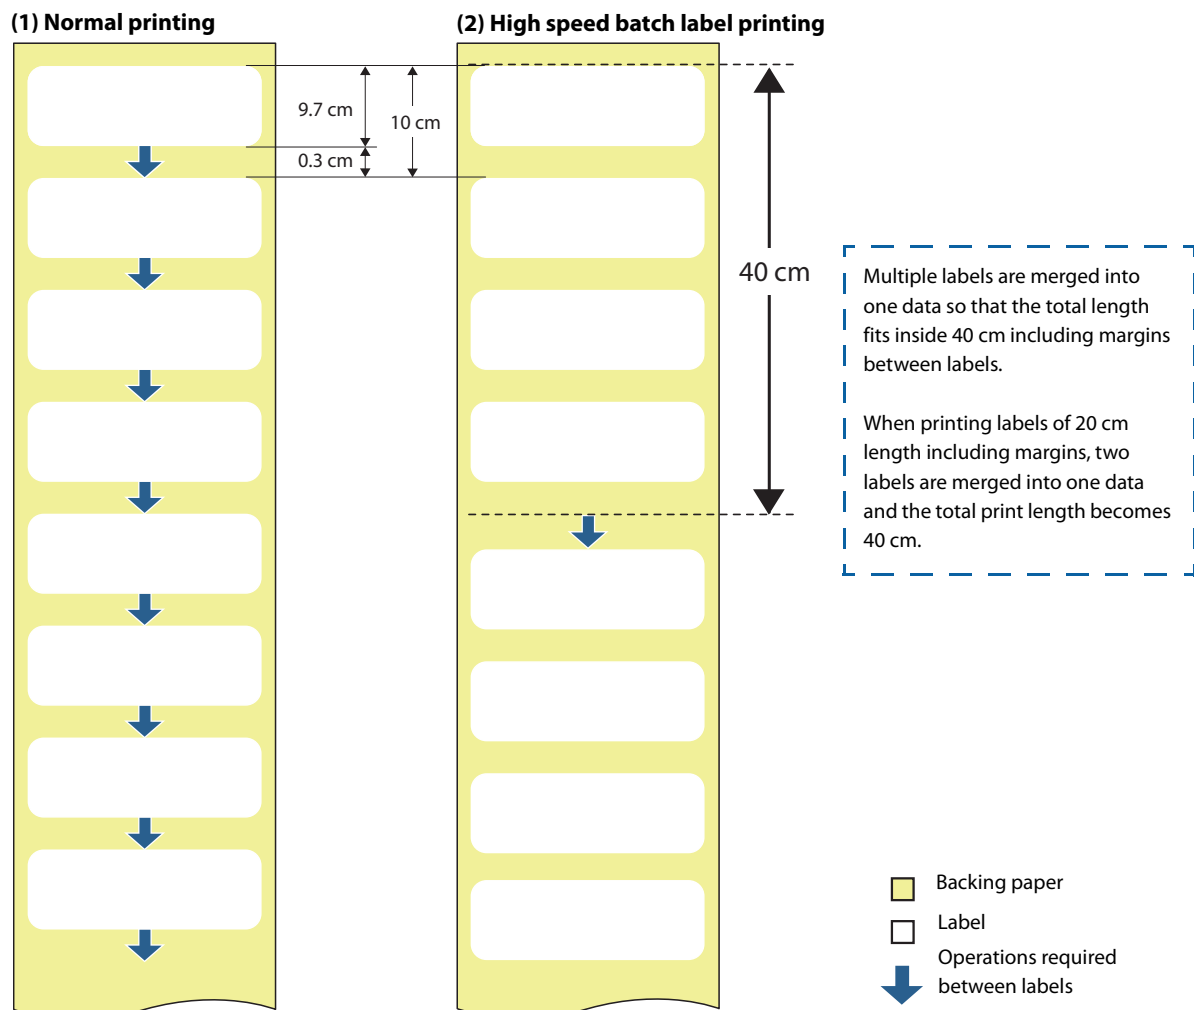 (1) Normal printing
(2) High speed batch label printing
9.7 cm
10 cm
0.3 cm
40 cm
Multiple labels are merged into
one data so that the total length
fits inside 40 cm including margins
between labels.
When printing labels of 20 cm
length including margins, two
labels are merged into one data
and the total print length becomes
40 cm.
Backing paper
Label
Operations required
between labels